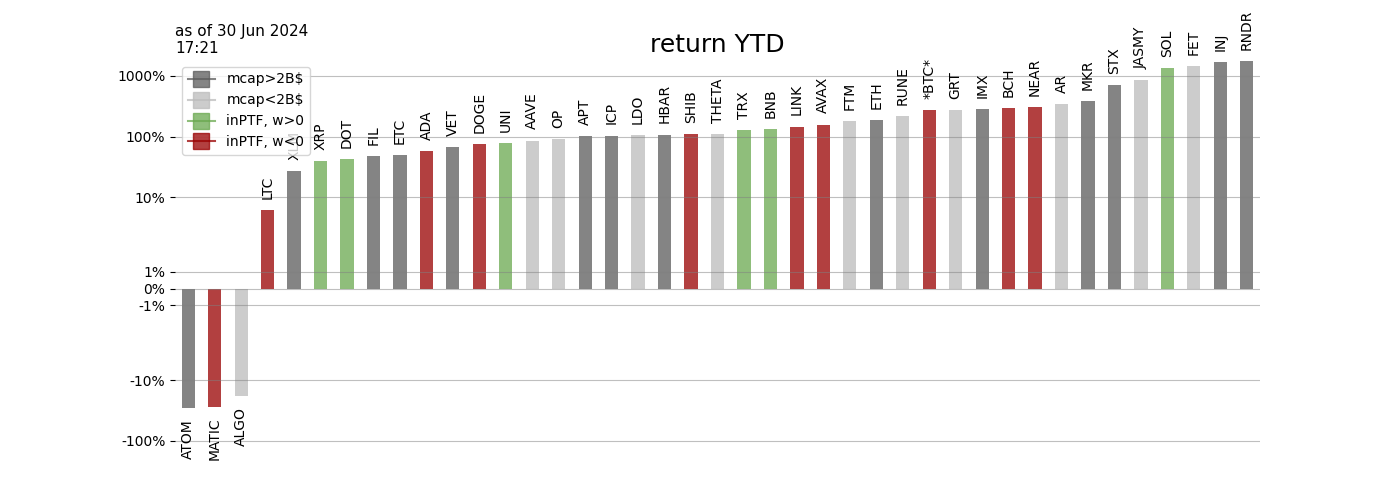 as of 30 Jun 2024
17:21
return YTD
mcap>2B$
mcap<2B$
inPTF, w>0
inPTF, w<0
1000%
100%
10%
1%
0%
-1%
-10%
-100%
ATOM
MATIC
ALGO
LTC
XRP
DOT
FIL
ETC
ADA
VET
DOGE
UNI
AAVE
OP
APT
ICP
LDO
HBAR
SHIB
THETA
TRX
BNB
LINK
AVAX
FTM
ETH
RUNE
*BTC*
GRT
IMX
BCH
NEAR
AR
MKR
STX
JASMY
SOL
FET
INJ
RNDR